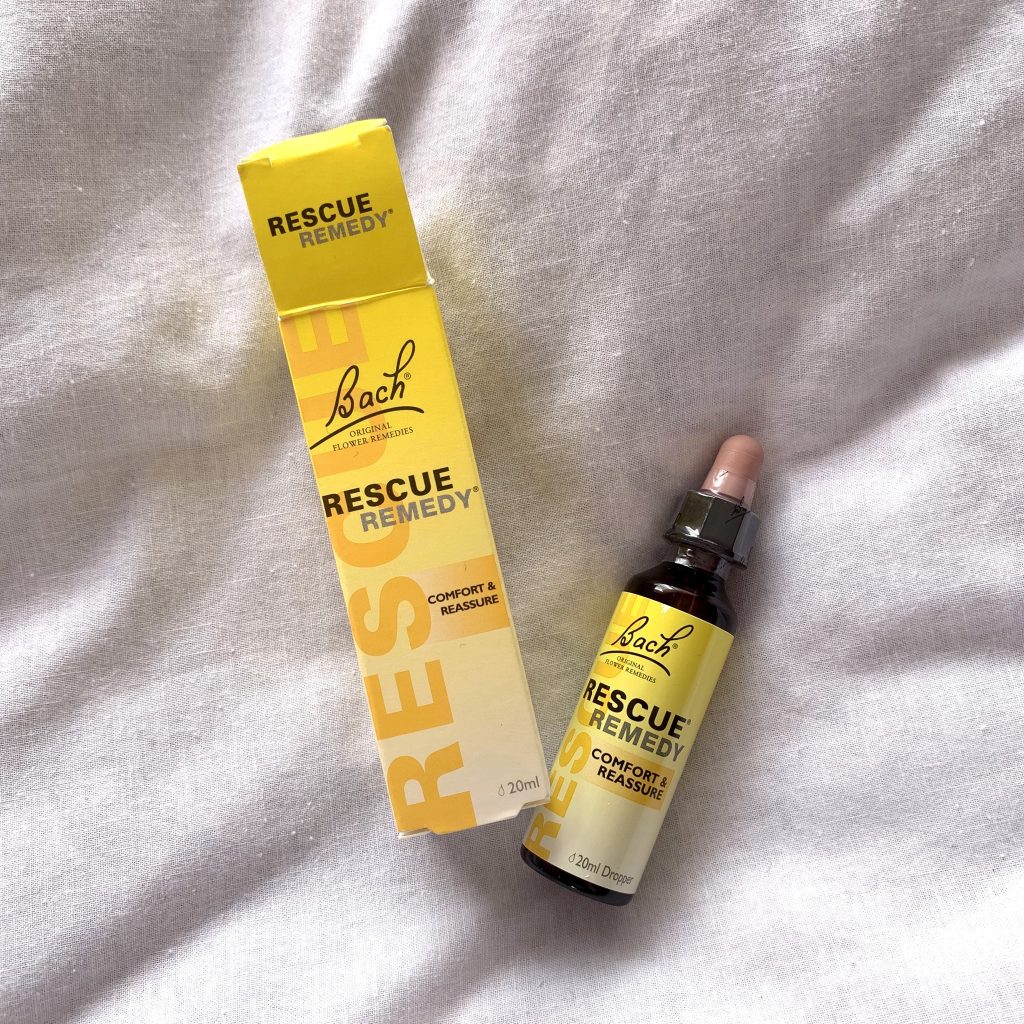 RESCUE
REMEDY®
Bach®
ORIGINAL
FLOWER REMEDIES
RESCUE
REMEDY®
COMFORT &
REASSURE
RESCUE
20ml
Bach®
ORIGINAL
FLOWER REMEDIES
RESCUE®
REMEDY
COMFORT &
REASSURE
RESCUE
20ml Dropper